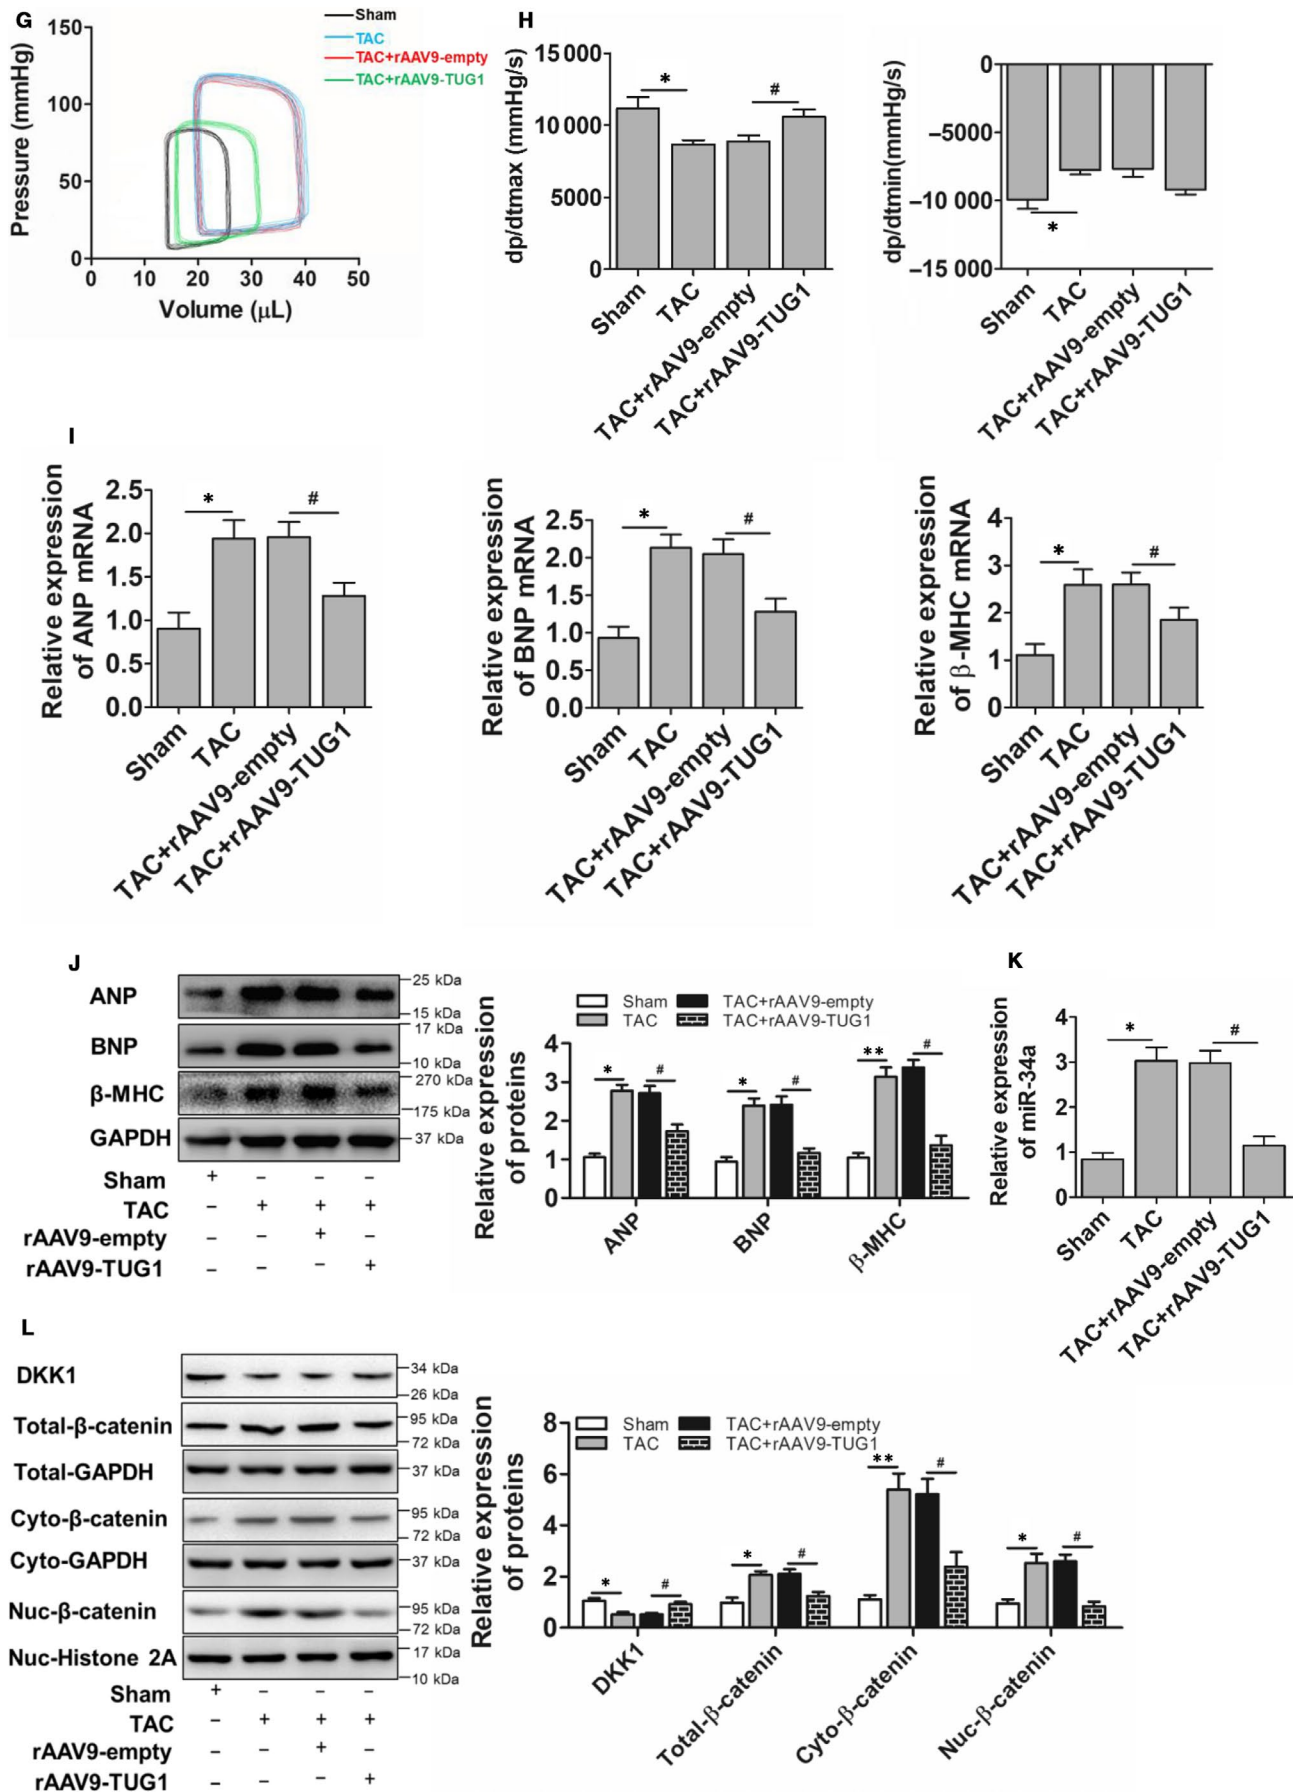 G
150
100
50
0
0 10 20 30 40 50
Pressure (mmHg)
Volume (μL)
Sham
TAC
TAC+rAAV9-empty
TAC+rAAV9-TUG1
H
dp/dtmax (mmHg/s)
15 000
10 000
5000
0
*
#
Sham
TAC
TAC+rAAV9-empty
TAC+rAAV9-TUG1
dp/dtmin(mmHg/s)
0
−5000
−10 000
−15 000
*
Sham
TAC
TAC+rAAV9-empty
TAC+rAAV9-TUG1
I
Relative expression
of ANP mRNA
2.5
2.0
1.5
1.0
0.5
0.0
*
#
Sham
TAC
TAC+rAAV9-empty
TAC+rAAV9-TUG1
Relative expression
of BNP mRNA
2.5
2.0
1.5
1.0
0.5
0.0
*
#
Sham
TAC
TAC+rAAV9-empty
TAC+rAAV9-TUG1
Relative expression
of β-MHC mRNA
4
3
2
1
0
*
#
Sham
TAC
TAC+rAAV9-empty
TAC+rAAV9-TUG1
J
ANP
25 kDa
15 kDa
BNP
17 kDa
10 kDa
β-MHC
270 kDa
175 kDa
GAPDH
37 kDa
Sham + − − −
TAC − + + +
rAAV9-empty − − + −
rAAV9-TUG1 − − − +
Relative expression
of proteins
Sham TAC+rAAV9-empty
TAC TAC+rAAV9-TUG1
4
3
2
1
0
* # * # ** #
ANP
BNP
β-MHC
K
Relative expression
of miR-34a
4
3
2
1
0
*
#
Sham
TAC
TAC+rAAV9-empty
TAC+rAAV9-TUG1
L
DKK1
34 kDa
26 kDa
Total-β-catenin
95 kDa
72 kDa
Total-GAPDH
37 kDa
Cyto-β-catenin
95 kDa
72 kDa
Cyto-GAPDH
37 kDa
Nuc-β-catenin
95 kDa
72 kDa
Nuc-Histone 2A
17 kDa
10 kDa
Sham + − − −
TAC − + + +
rAAV9-empty − − + −
rAAV9-TUG1 − − − +
Relative expression
of proteins
Sham TAC+rAAV9-empty
TAC TAC+rAAV9-TUG1
8
6
4
2
0
* # * # ** # * #
DKK1
Total-β-catenin
Cyto-β-catenin
Nuc-β-catenin